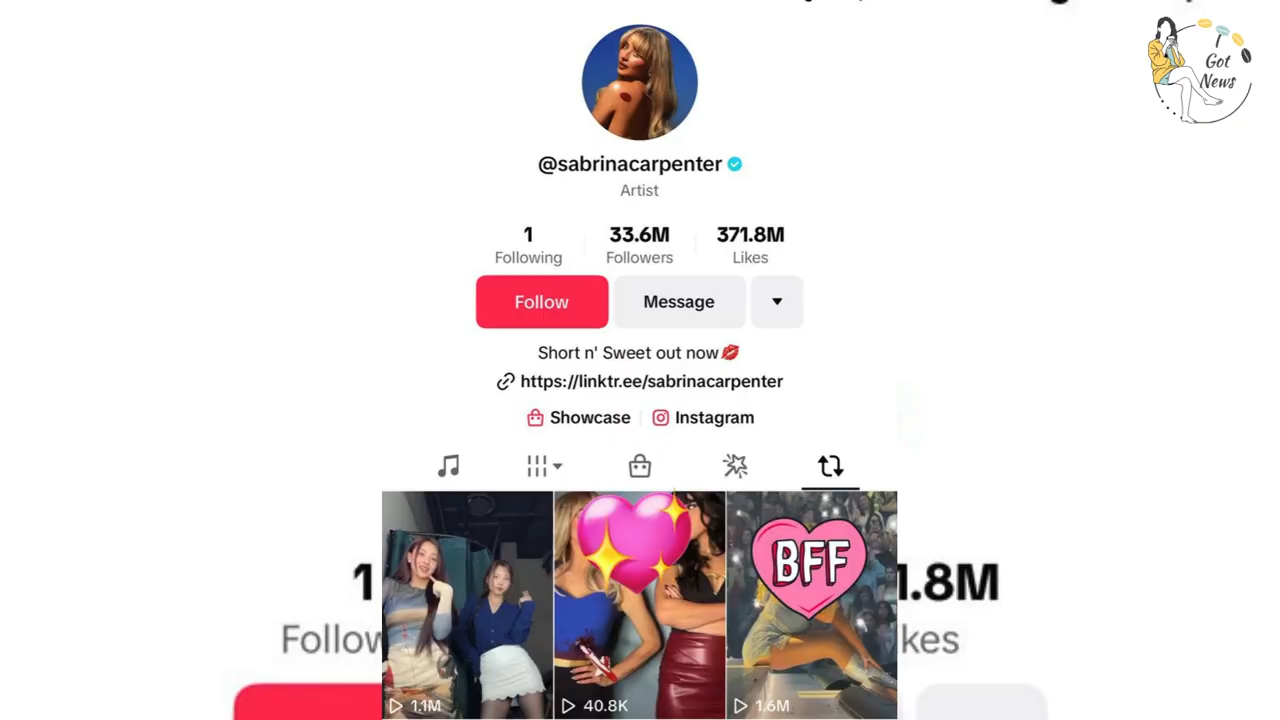 Got
News
@sabrinacarpenter
Artist
1 33.6M 371.8M
Following Followers Likes
Follow Message
Short n' Sweet out now💋
https://linktr.ee/sabrinacarpenter
Showcase Instagram
BFF
1.1M 40.8K 1.6M
1 1.8M
Follow kes